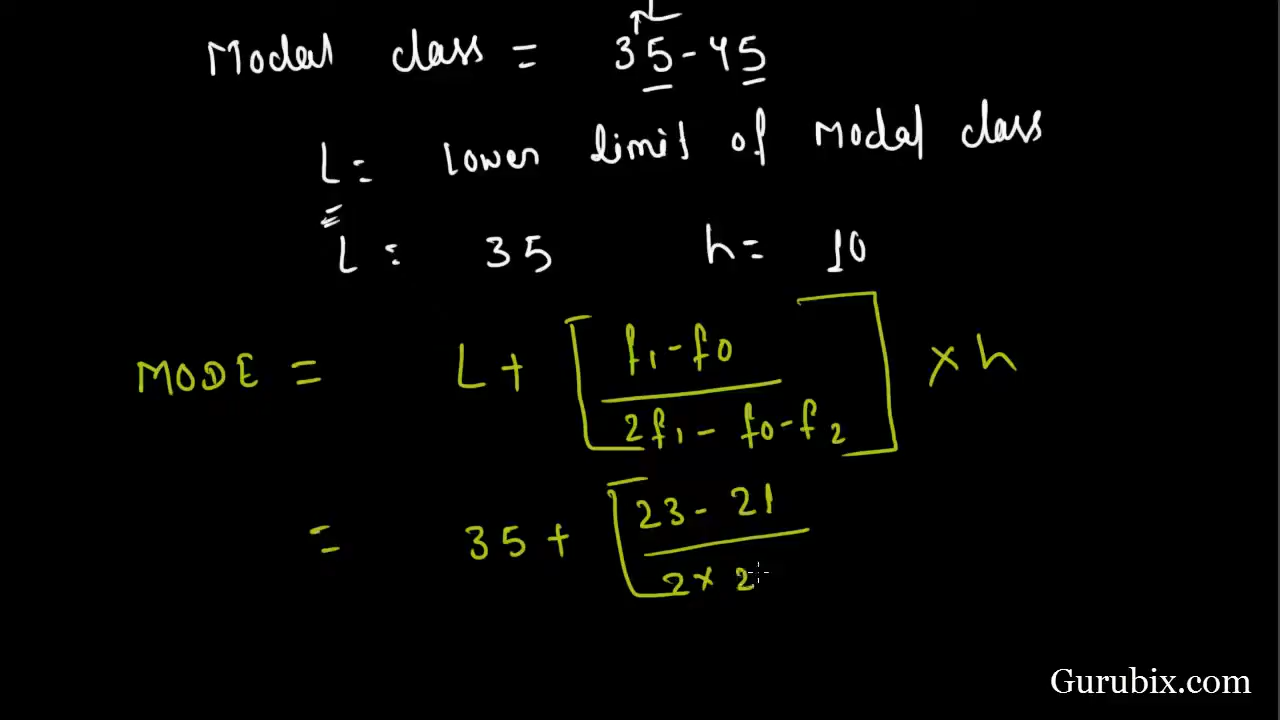 Modal class = 35-45
L = Lower limit of Modal class
L = 35 h = 10
MODE = L + [ f1 - f0 / 2f1 - f0 - f2 ] × h
= 35 + [ 23 - 21 / 2 × 2
Gurubix.com